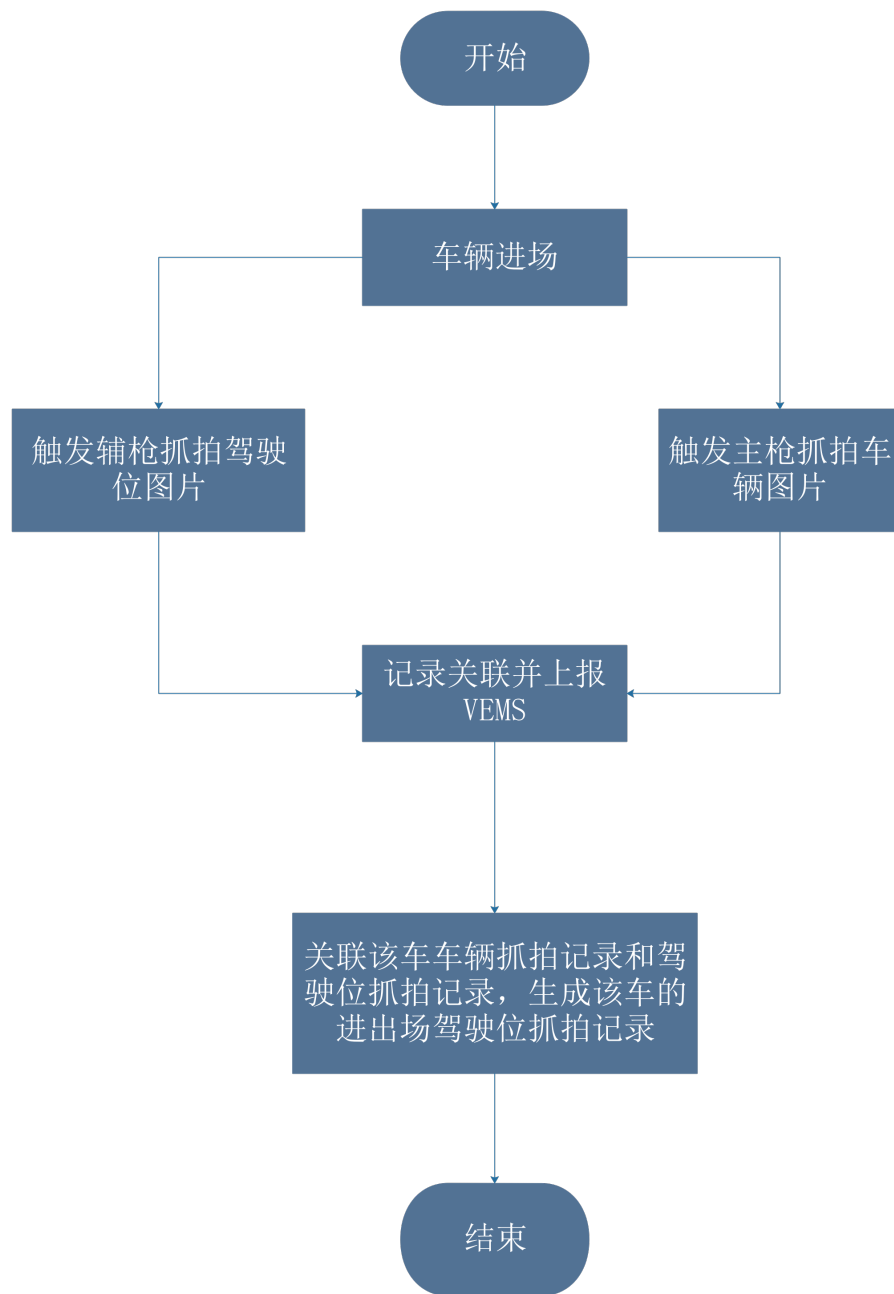 开始
车辆进场
触发辅枪抓拍驾驶
位图片
触发主枪抓拍车
辆图片
记录关联并上报
VEMS
关联该车车辆抓拍记录和驾
驶位抓拍记录，生成该车的
进出场驾驶位抓拍记录
结束